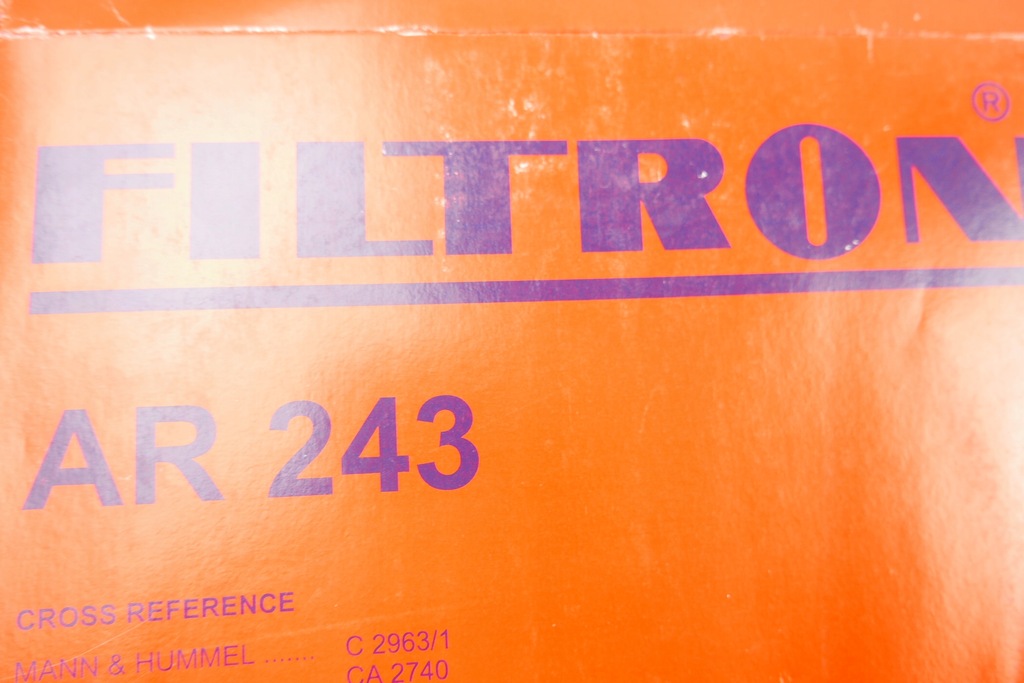 FILTRON®
AR 243
CROSS REFERENCE
MANN & HUMMEL ....... C 2963/1
CA 2740